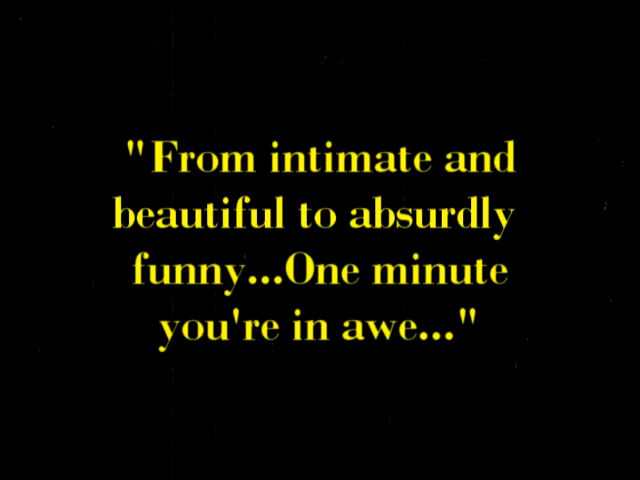 "From intimate and
beautiful to absurdly
funny...One minute
you're in awe..."